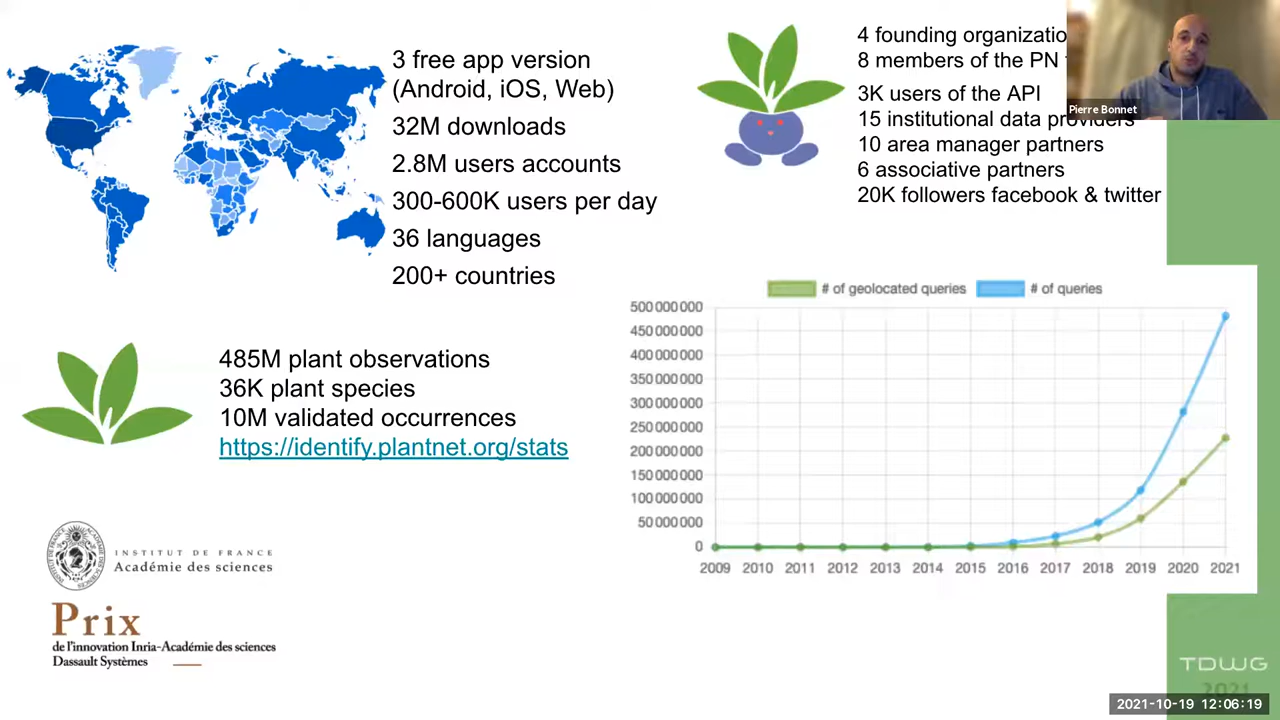 3 free app version
(Android, iOS, Web)
32M downloads
2.8M users accounts
300-600K users per day
36 languages
200+ countries
4 founding organizatio
8 members of the PN
3K users of the API
15 institutional data providers
10 area manager partners
6 associative partners
20K followers facebook & twitter
Pierre Bonnet
485M plant observations
36K plant species
10M validated occurrences
https://identify.plantnet.org/stats
# of geolocated queries # of queries
500 000 000
450 000 000
400 000 000
350 000 000
300 000 000
250 000 000
200 000 000
150 000 000
100 000 000
50 000 000
0
2009 2010 2011 2012 2013 2014 2015 2016 2017 2018 2019 2020 2021
INSTITUT DE FRANCE
Académie des sciences
Prix
de l'innovation Inria-Académie des sciences
Dassault Systèmes
TDWG
2021
2021-10-19 12:06:19